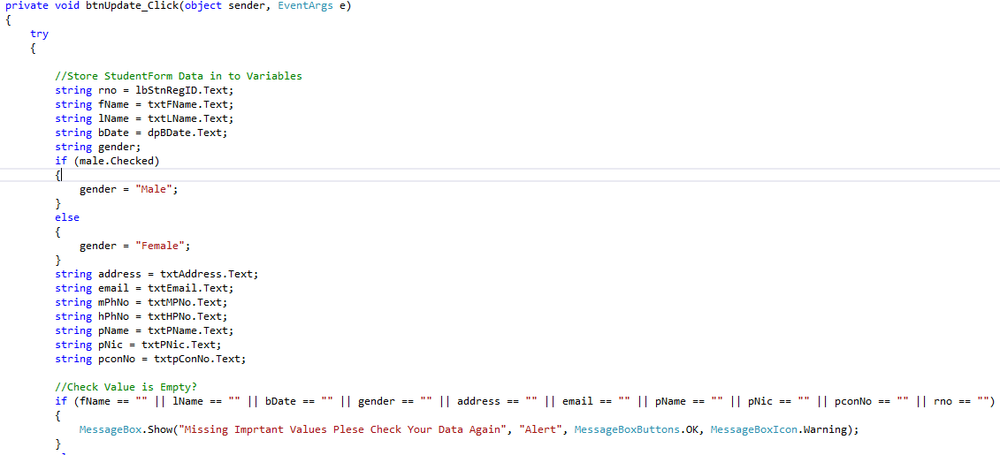 private void btnUpdate_Click(object sender, EventArgs e)
{
try
{
//Store StudentForm Data in to Variables
string rno = lbStnRegID.Text;
string fName = txtFName.Text;
string lName = txtLName.Text;
string bDate = dpBDate.Text;
string gender;
if (male.Checked)
{
gender = "Male";
}
else
{
gender = "Female";
}
string address = txtAddress.Text;
string email = txtEmail.Text;
string mPhNo = txtMPNo.Text;
string hPhNo = txtHPNo.Text;
string pName = txtPName.Text;
string pNic = txtPNic.Text;
string pconNo = txtpConNo.Text;
//Check Value is Empty?
if (fName == "" || lName == "" || bDate == "" || gender == "" || address == "" || email == "" || pName == "" || pNic == "" || pconNo == "" || rno == "")
{
MessageBox.Show("Missing Imprtant Values Plese Check Your Data Again", "Alert", MessageBoxButtons.OK, MessageBoxIcon.Warning);
}